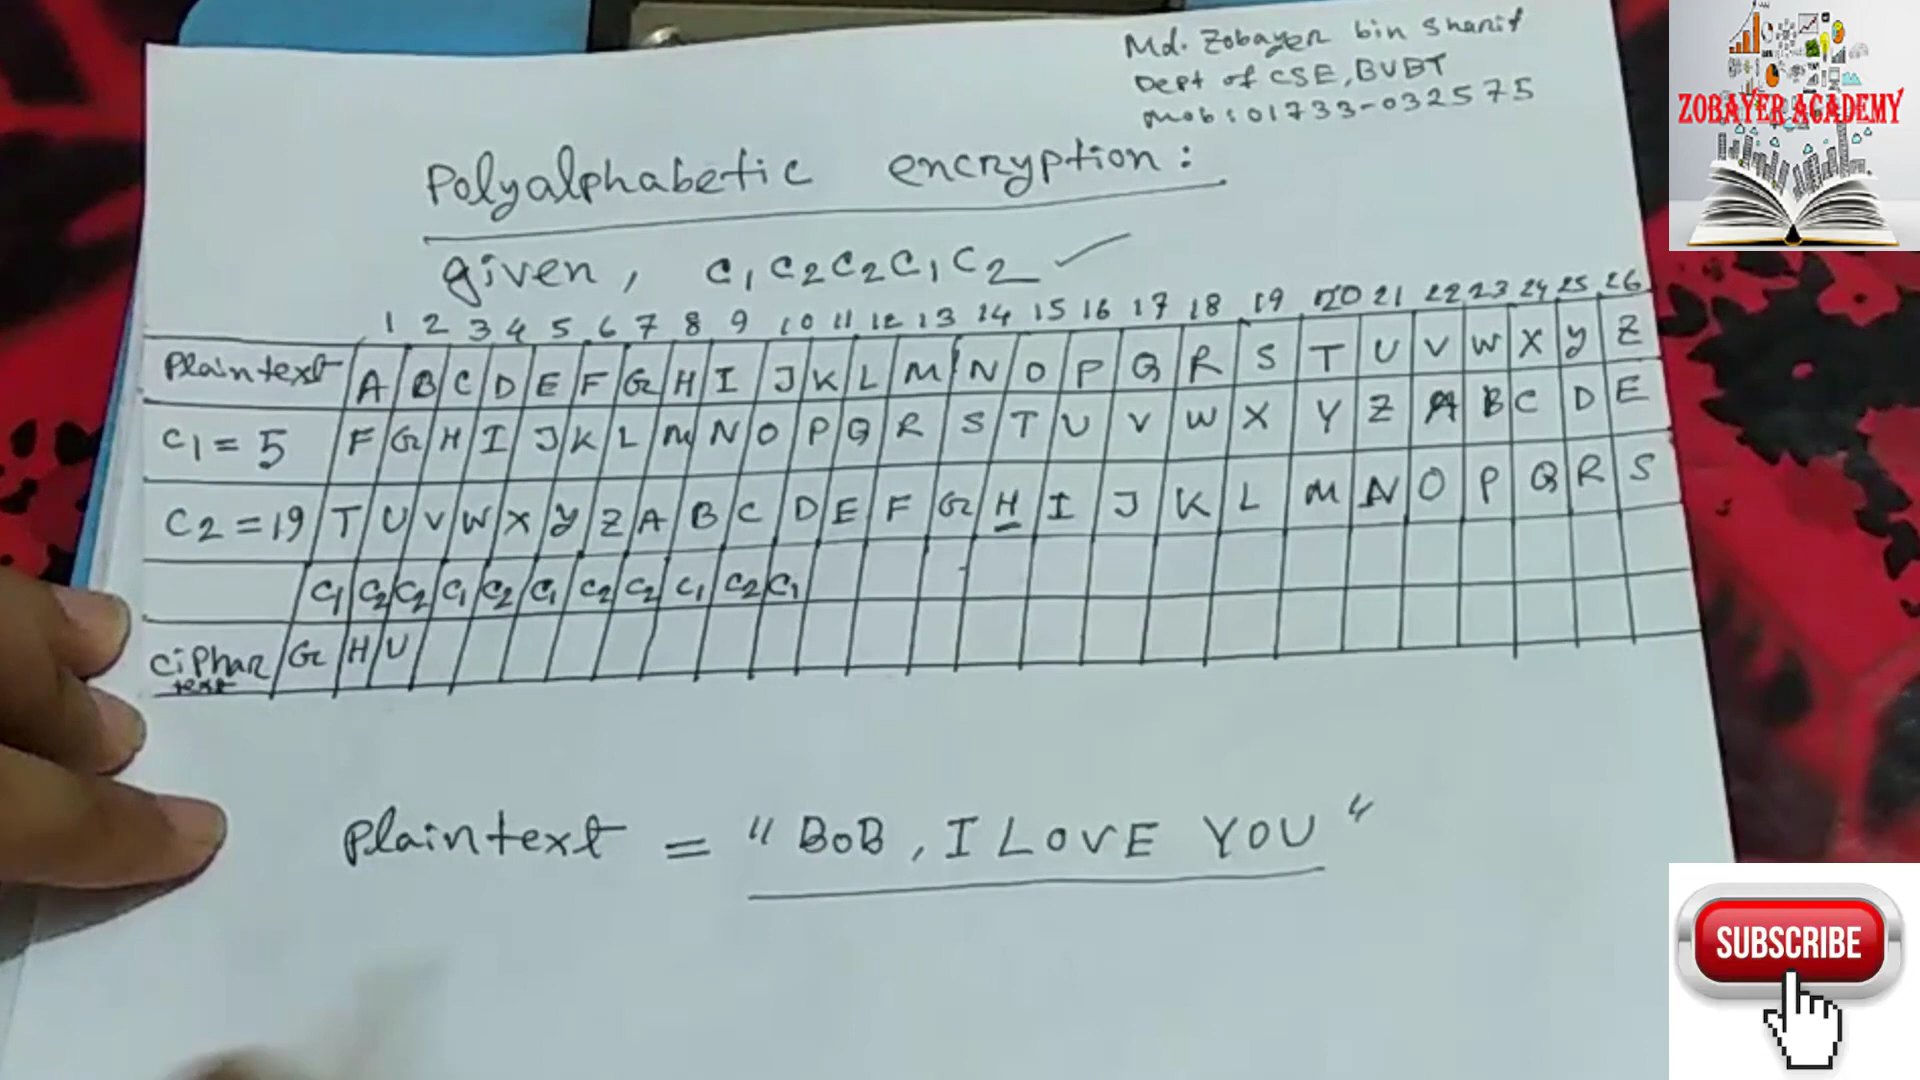 Md. Zobayer bin Sharif
Dept of CSE, BUBT
Mob: 01733-032575
ZOBAYER ACADEMY
Polyalphabetic encryption:
given, C1C2C2C1C2 ✓
1 2 3 4 5 6 7 8 9 10 11 12 13 14 15 16 17 18 19 20 21 22 23 24 25 26
Plaintext A B C D E F G H I J K L M N O P Q R S T U V W X Y Z
C1 = 5 F G H I J K L M N O P Q R S T U V W X Y Z A B C D E
C2 = 19 T U V W X Y Z A B C D E F G H I J K L M N O P Q R S
C1 C2 C2 C1 C2 C1 C2 C2 C1 C2 C1
Ciphar G H U
text
Plaintext = "BOB, I LOVE YOU"
SUBSCRIBE